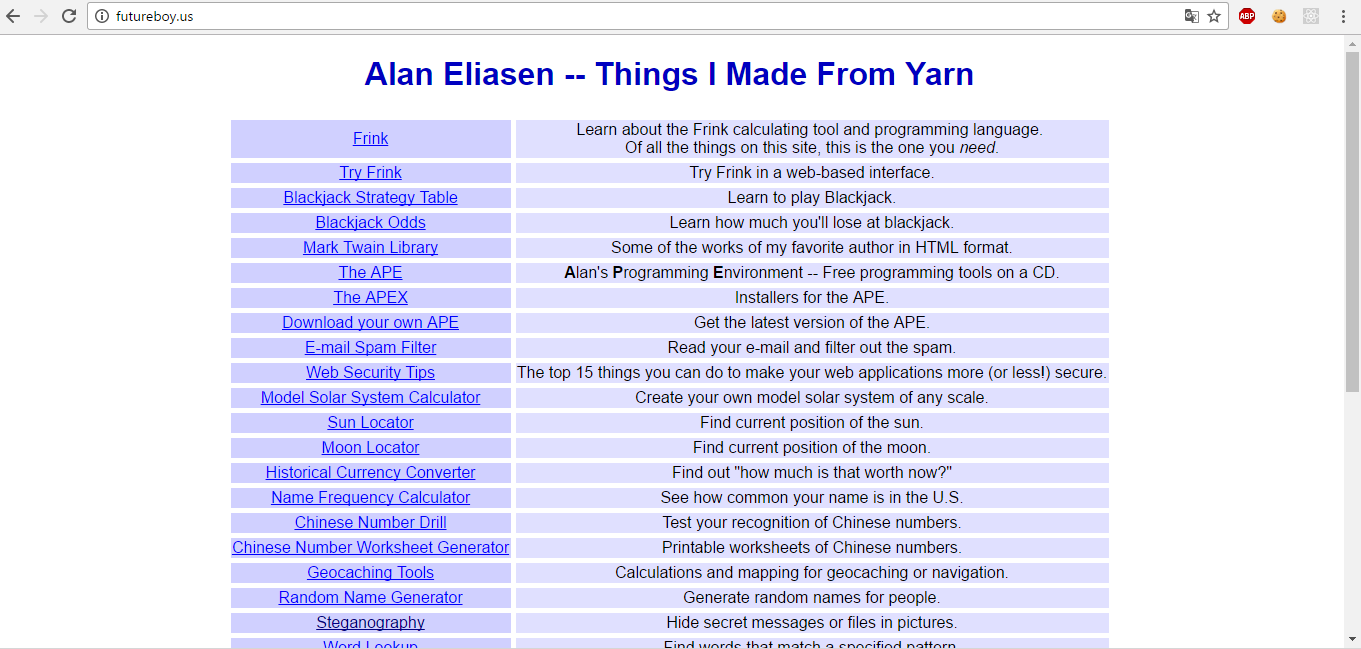 futureboy.us
ABP
Alan Eliasen -- Things I Made From Yarn
Frink
Learn about the Frink calculating tool and programming language.
Of all the things on this site, this is the one you need.
Try Frink
Try Frink in a web-based interface.
Blackjack Strategy Table
Learn to play Blackjack.
Blackjack Odds
Learn how much you'll lose at blackjack.
Mark Twain Library
Some of the works of my favorite author in HTML format.
The APE
Alan's Programming Environment -- Free programming tools on a CD.
The APEX
Installers for the APE.
Download your own APE
Get the latest version of the APE.
E-mail Spam Filter
Read your e-mail and filter out the spam.
Web Security Tips
The top 15 things you can do to make your web applications more (or less!) secure.
Model Solar System Calculator
Create your own model solar system of any scale.
Sun Locator
Find current position of the sun.
Moon Locator
Find current position of the moon.
Historical Currency Converter
Find out "how much is that worth now?"
Name Frequency Calculator
See how common your name is in the U.S.
Chinese Number Drill
Test your recognition of Chinese numbers.
Chinese Number Worksheet Generator
Printable worksheets of Chinese numbers.
Geocaching Tools
Calculations and mapping for geocaching or navigation.
Random Name Generator
Generate random names for people.
Steganography
Hide secret messages or files in pictures.
Word Lookup
Find words that match a specified pattern.